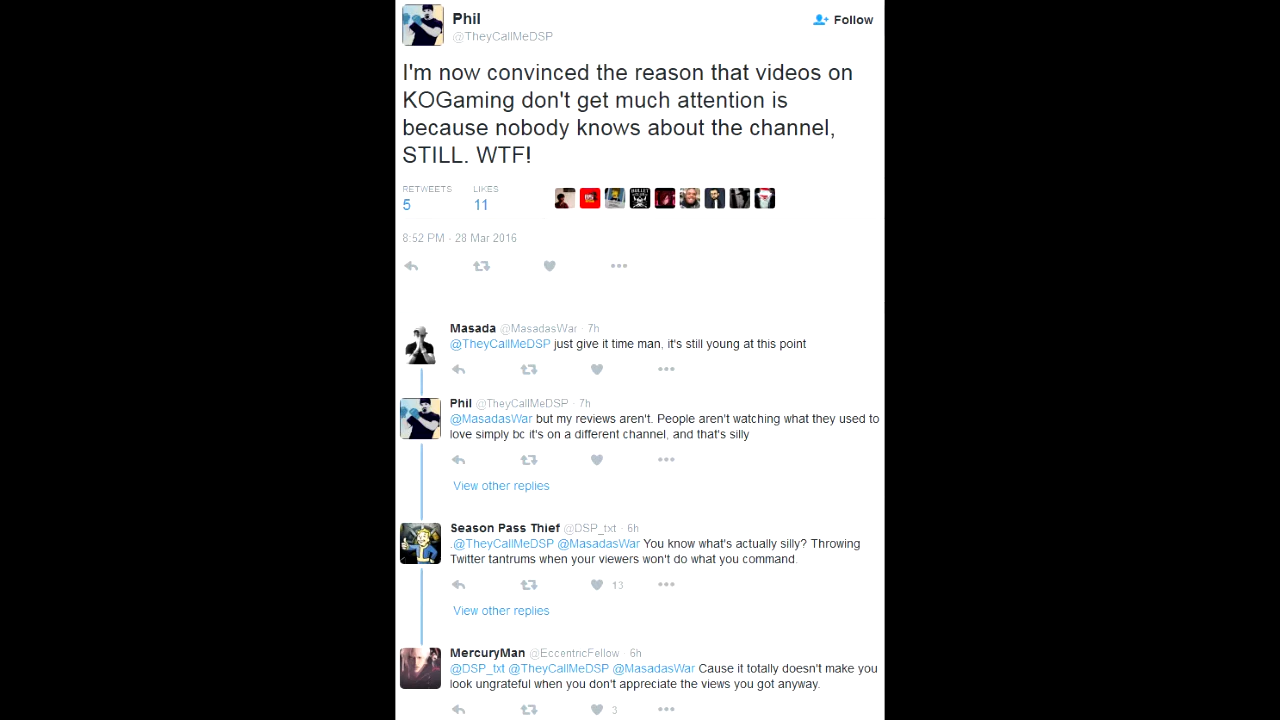 Phil
Follow
@TheyCallMeDSP
I'm now convinced the reason that videos on
KOGaming don't get much attention is
because nobody knows about the channel,
STILL. WTF!
RETWEETS LIKES
5 11
8:52 PM - 28 Mar 2016
Masada @MasadasWar · 7h
@TheyCallMeDSP just give it time man, it's still young at this point
Phil @TheyCallMeDSP · 7h
@MasadasWar but my reviews aren't. People aren't watching what they used to
love simply bc it's on a different channel, and that's silly
View other replies
Season Pass Thief @DSP_txt · 6h
.@TheyCallMeDSP @MasadasWar You know what's actually silly? Throwing
Twitter tantrums when your viewers won't do what you command.
13
View other replies
MercuryMan @EccentricFellow · 6h
@DSP_txt @TheyCallMeDSP @MasadasWar Cause it totally doesn't make you
look ungrateful when you don't appreciate the views you got anyway.
3